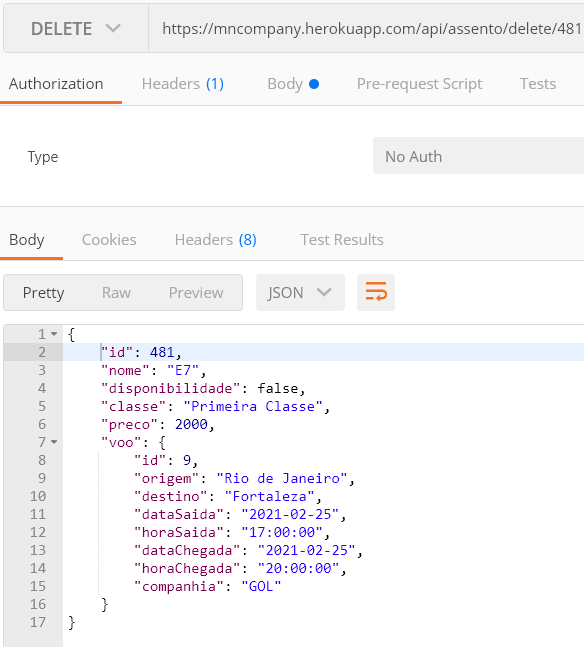 DELETE https://mncompany.herokuapp.com/api/assento/delete/481
Authorization Headers (1) Body Pre-request Script Tests
Type No Auth
Body Cookies Headers (8) Test Results
Pretty Raw Preview JSON
1 {
2 "id": 481,
3 "nome": "E7",
4 "disponibilidade": false,
5 "classe": "Primeira Classe",
6 "preco": 2000,
7 "voo": {
8 "id": 9,
9 "origem": "Rio de Janeiro",
10 "destino": "Fortaleza",
11 "dataSaida": "2021-02-25",
12 "horaSaida": "17:00:00",
13 "dataChegada": "2021-02-25",
14 "horaChegada": "20:00:00",
15 "companhia": "GOL"
16 }
17 }